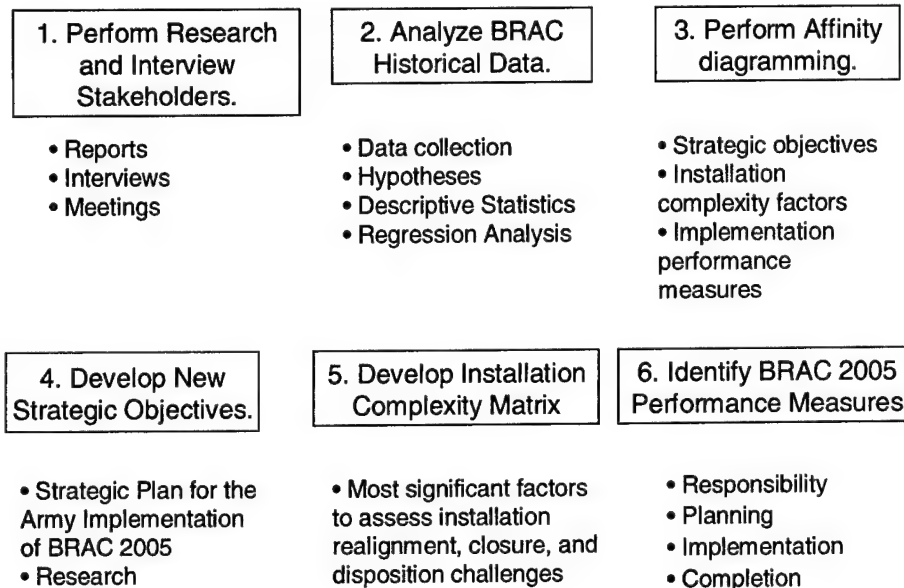 1. Perform Research
and Interview
Stakeholders.
• Reports
• Interviews
• Meetings
2. Analyze BRAC
Historical Data.
• Data collection
• Hypotheses
• Descriptive Statistics
• Regression Analysis
3. Perform Affinity
diagramming.
• Strategic objectives
• Installation
complexity factors
• Implementation
performance
measures
4. Develop New
Strategic Objectives.
• Strategic Plan for the
Army Implementation
of BRAC 2005
• Research
5. Develop Installation
Complexity Matrix
• Most significant factors
to assess installation
realignment, closure, and
disposition challenges
6. Identify BRAC 2005
Performance Measures
• Responsibility
• Planning
• Implementation
• Completion